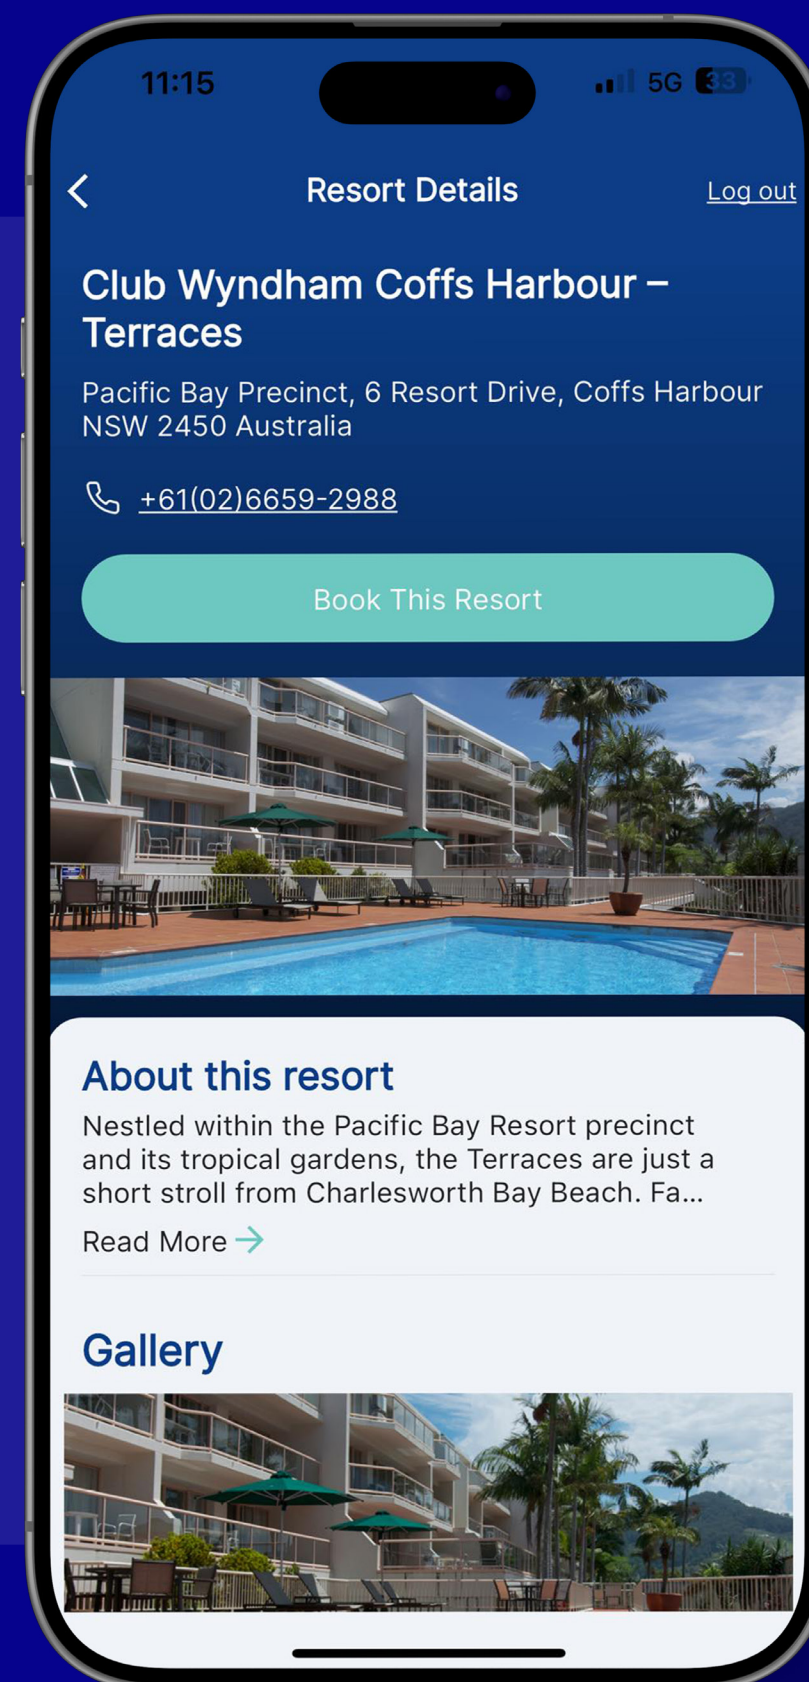 11:15
5G 33
Resort Details
Log out
Club Wyndham Coffs Harbour –
Terraces
Pacific Bay Precinct, 6 Resort Drive, Coffs Harbour
NSW 2450 Australia
+61(02)6659-2988
Book This Resort
About this resort
Nestled within the Pacific Bay Resort precinct
and its tropical gardens, the Terraces are just a
short stroll from Charlesworth Bay Beach. Fa...
Read More
Gallery